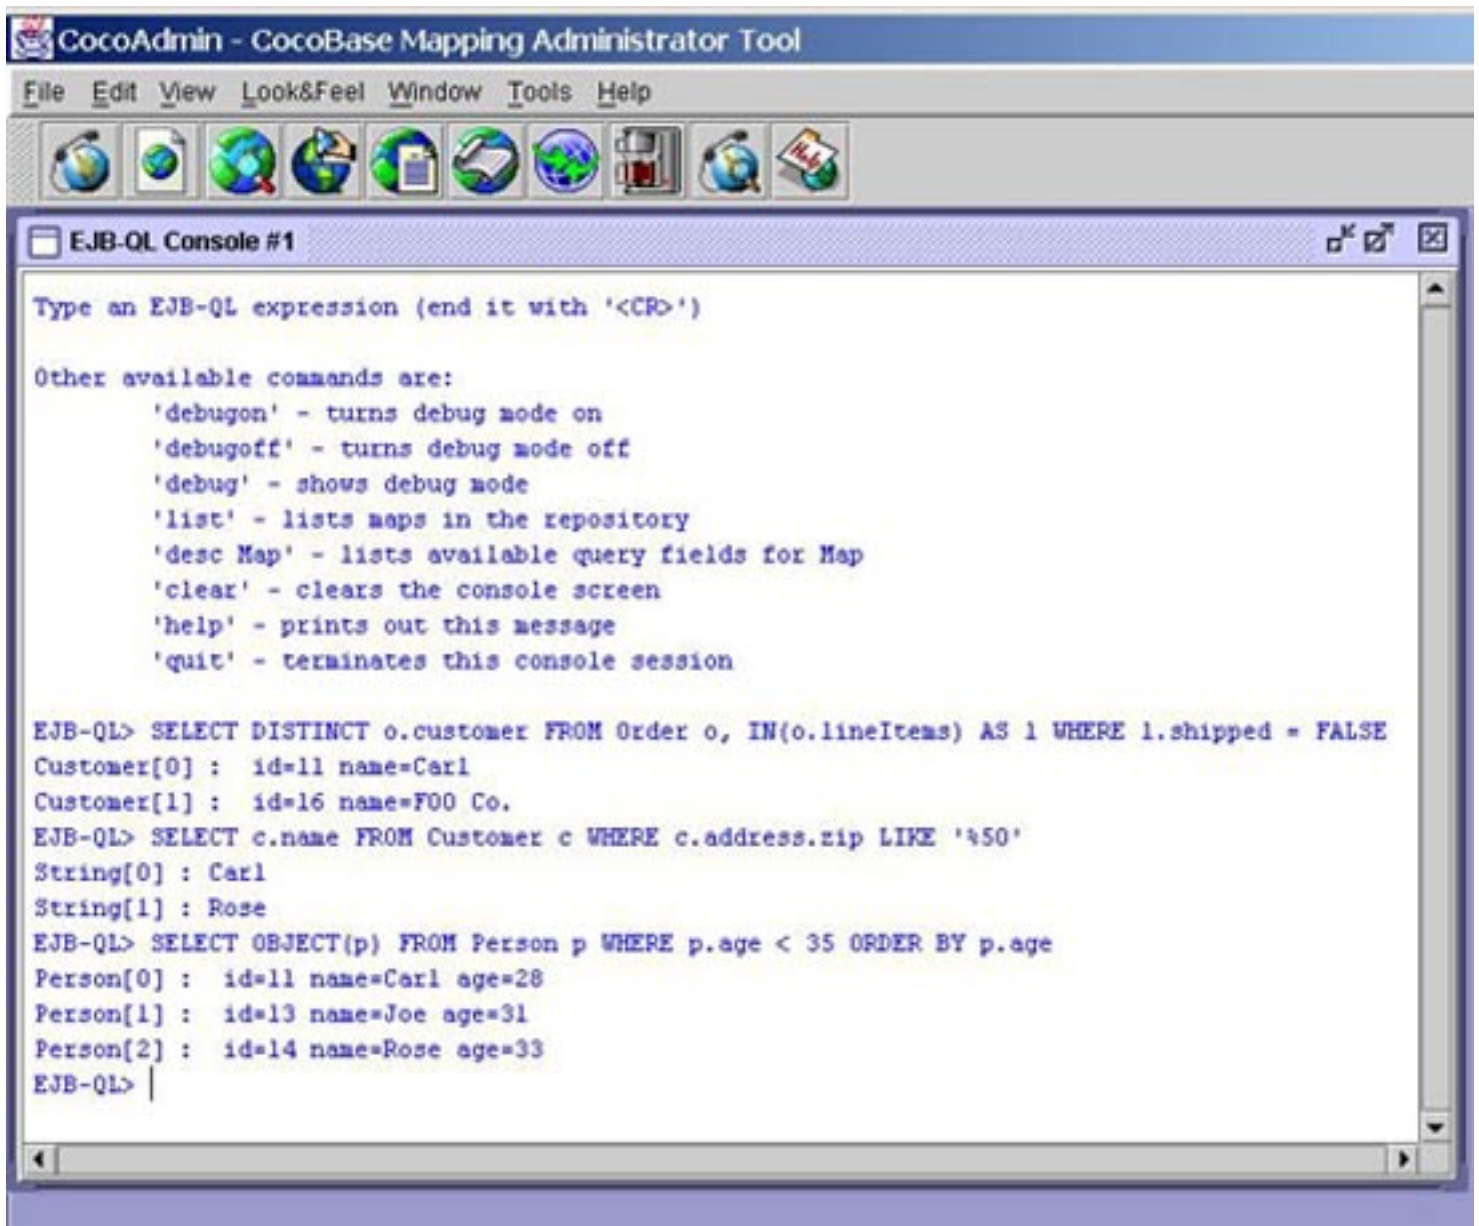 CocoAdmin - CocoBase Mapping Administrator Tool
File Edit View Look&Feel Window Tools Help
Help
EJB-QL Console #1
Type an EJB-QL expression (end it with '<CR>')
Other available commands are:
'debugon' - turns debug mode on
'debugoff' - turns debug mode off
'debug' - shows debug mode
'list' - lists maps in the repository
'desc Map' - lists available query fields for Map
'clear' - clears the console screen
'help' - prints out this message
'quit' - terminates this console session
EJB-QL> SELECT DISTINCT o.customer FROM Order o, IN(o.lineItems) AS l WHERE l.shipped = FALSE
Customer[0] :  id=11 name=Carl
Customer[1] :  id=16 name=FOO Co.
EJB-QL> SELECT c.name FROM Customer c WHERE c.address.zip LIKE '%50'
String[0] : Carl
String[1] : Rose
EJB-QL> SELECT OBJECT(p) FROM Person p WHERE p.age < 35 ORDER BY p.age
Person[0] :  id=11 name=Carl age=28
Person[1] :  id=13 name=Joe age=31
Person[2] :  id=14 name=Rose age=33
EJB-QL>